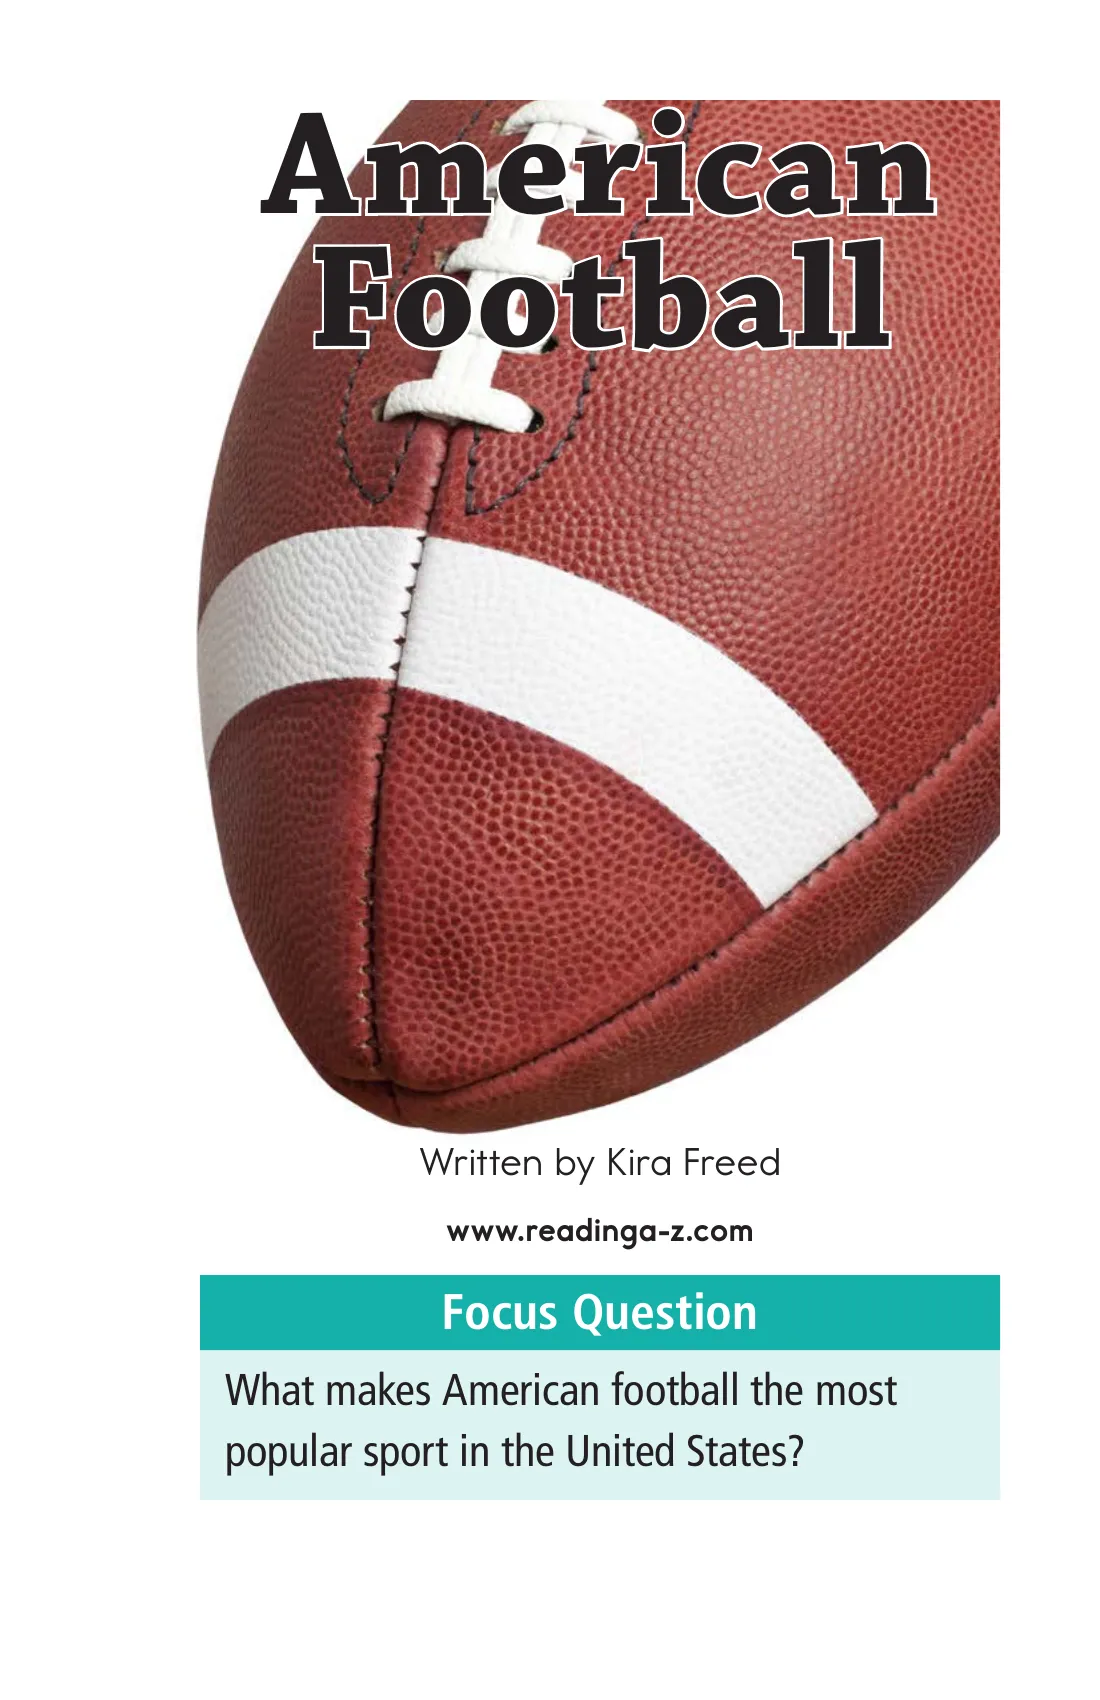 American
Football
Written by Kira Freed
www.readinga-z.com
Focus Question
What makes American football the most
popular sport in the United States?